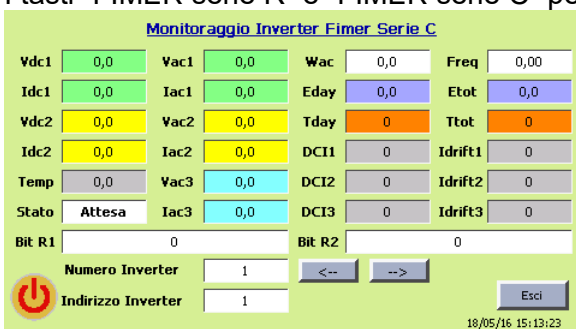 Monitoraggio Inverter Fimer Serie C
Vdc1 0,0 Vac1 0,0 Wac 0,0 Freq 0,00
Idc1 0,0 Iac1 0,0 Eday 0,0 Etot 0,0
Vdc2 0,0 Vac2 0,0 Tday 0 Ttot 0
Idc2 0,0 Iac2 0,0 DCI1 0 Idrift1 0
Temp 0,0 Vac3 0,0 DCI2 0 Idrift2 0
Stato Attesa Iac3 0,0 DCI3 0 Idrift3 0
Bit R1 0 Bit R2 0
Numero Inverter 1 <-- -->
Indirizzo Inverter 1 Esci
18/05/16 15:13:23